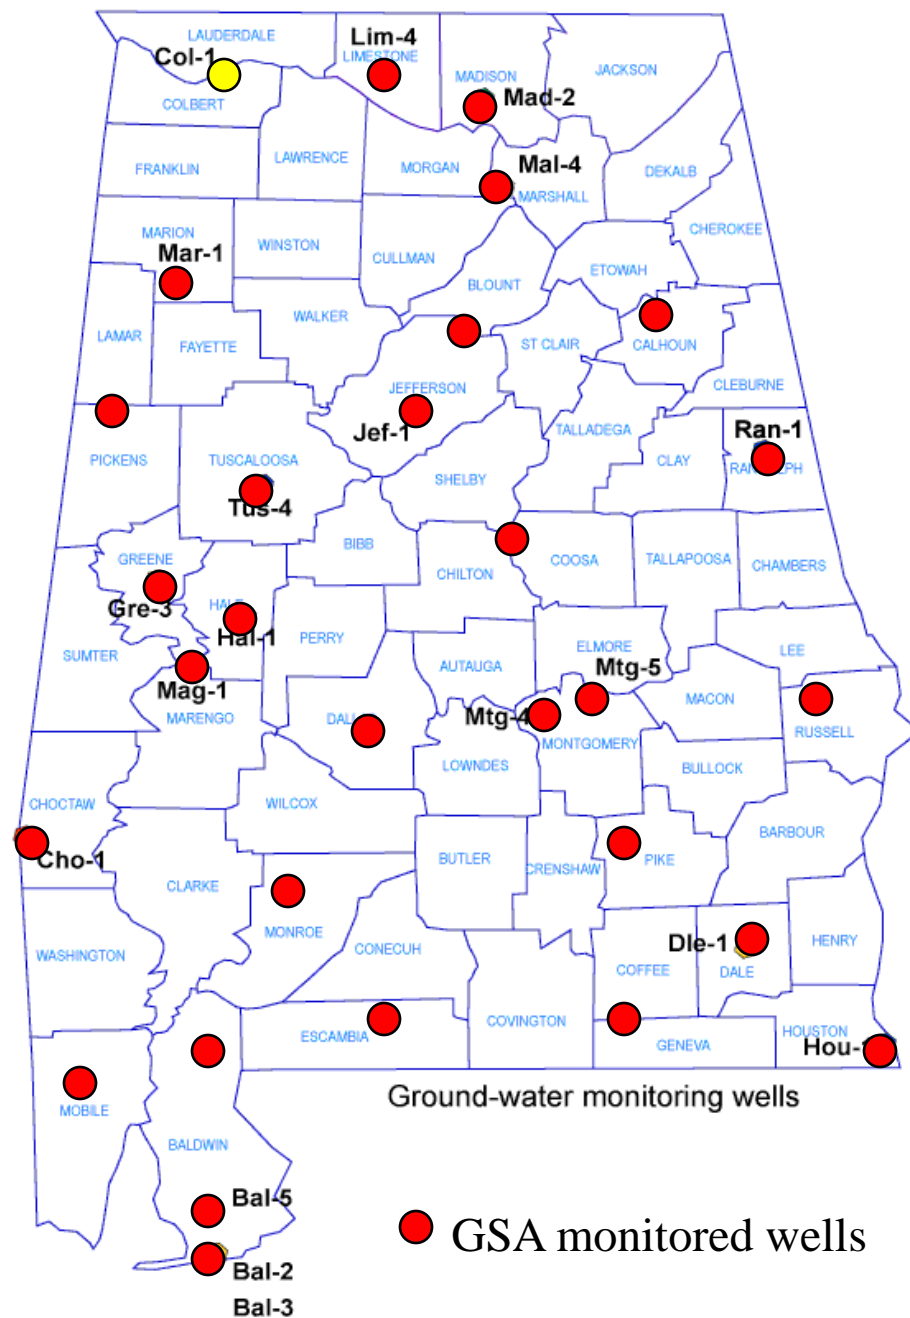 LAUDERDALE
Lim-4
Col-1
LIMESTONE
MADISON
JACKSON
COLBERT
Mad-2
LAWRENCE
FRANKLIN
MORGAN
Mal-4
MARSHALL
DEKALB
MARION
WINSTON
CULLMAN
CHEROKEE
Mar-1
ETOWAH
BLOUNT
LAMAR
WALKER
FAYETTE
ST CLAIR
CALHOUN
JEFFERSON
CLEBURNE
Jef-1
TALLADEGA
Ran-1
PICKENS
TUSCALOOSA
SHELBY
CLAY
Tus-4
BIBB
GREENE
CHILTON
COOSA
TALLAPOOSA
CHAMBERS
Gre-3
Hal-1
PERRY
SUMTER
AUTAUGA
ELMORE
LEE
Mag-1
Mtg-5
MARENGO
Mtg-4
MACON
MONTGOMERY
RUSSELL
LOWNDES
BULLOCK
CHOCTAW
WILCOX
Cho-1
BUTLER
CRENSHAW
PIKE
BARBOUR
CLARKE
MONROE
CONECUH
WASHINGTON
Dle-1
HENRY
COFFEE
DALE
ESCAMBIA
COVINGTON
GENEVA
HOUSTON
Hou-1
Ground-water monitoring wells
MOBILE
BALDWIN
Bal-5
GSA monitored wells
Bal-2
Bal-3